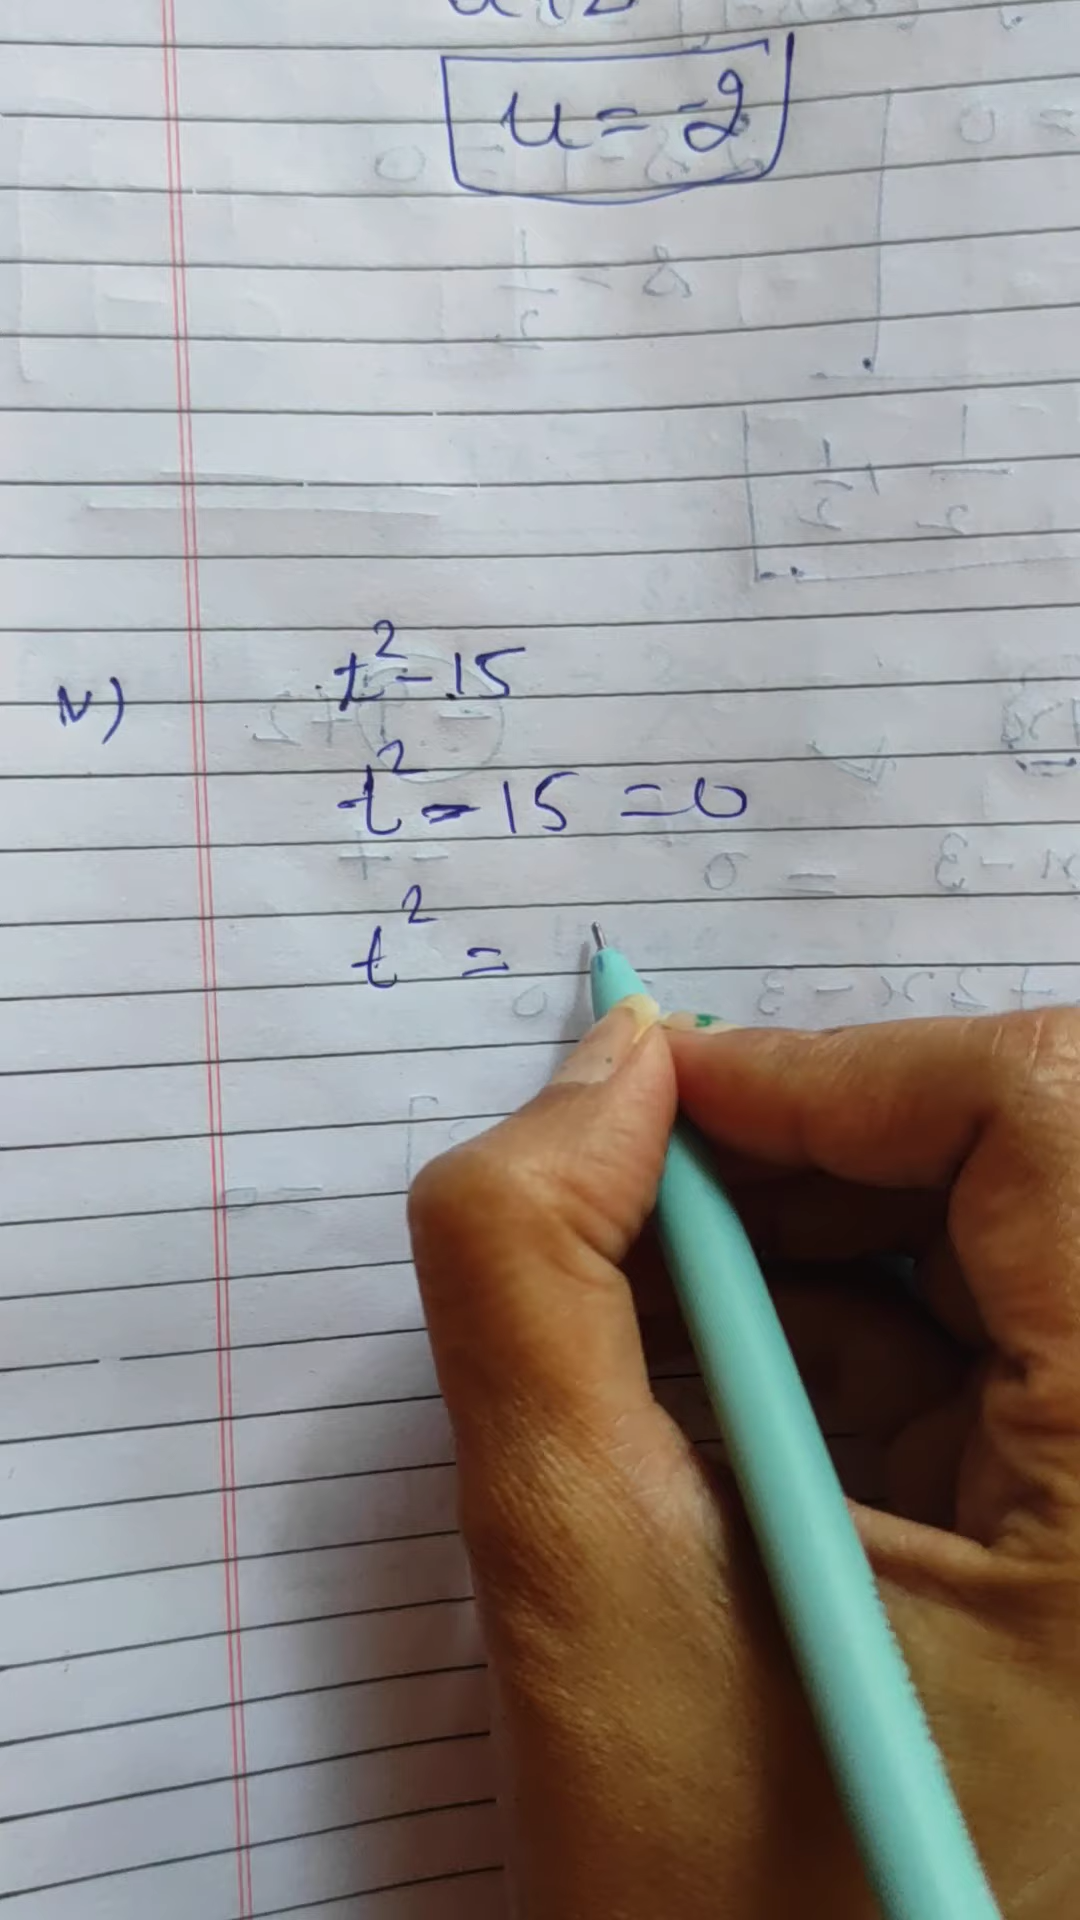 u = -2
v) t² - 15
t² - 15 = 0
t² =